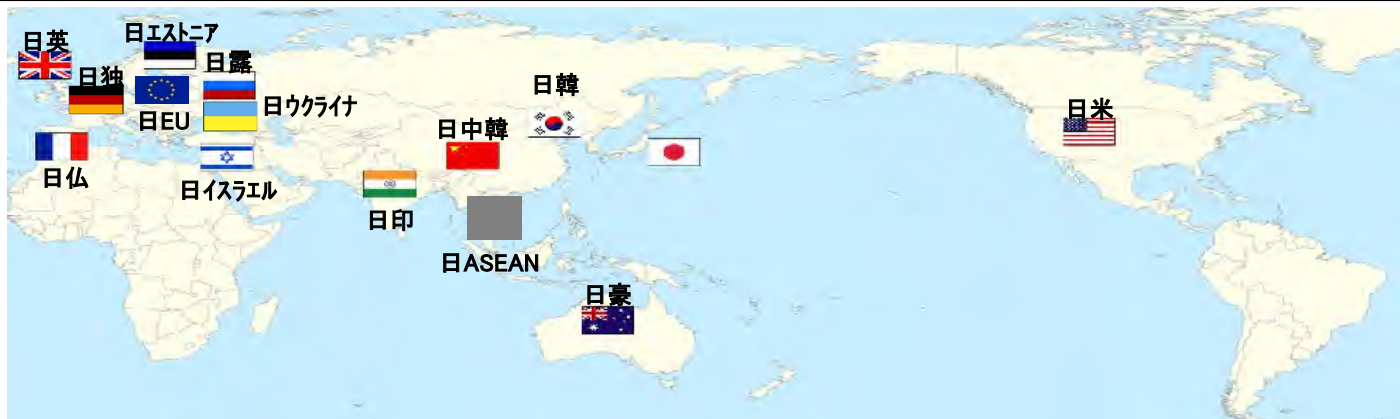 日英
日エストニア
日独
日露
日EU
日ウクライナ
日仏
日イスラエル
日印
日中韓
日韓
日ASEAN
日豪
日米